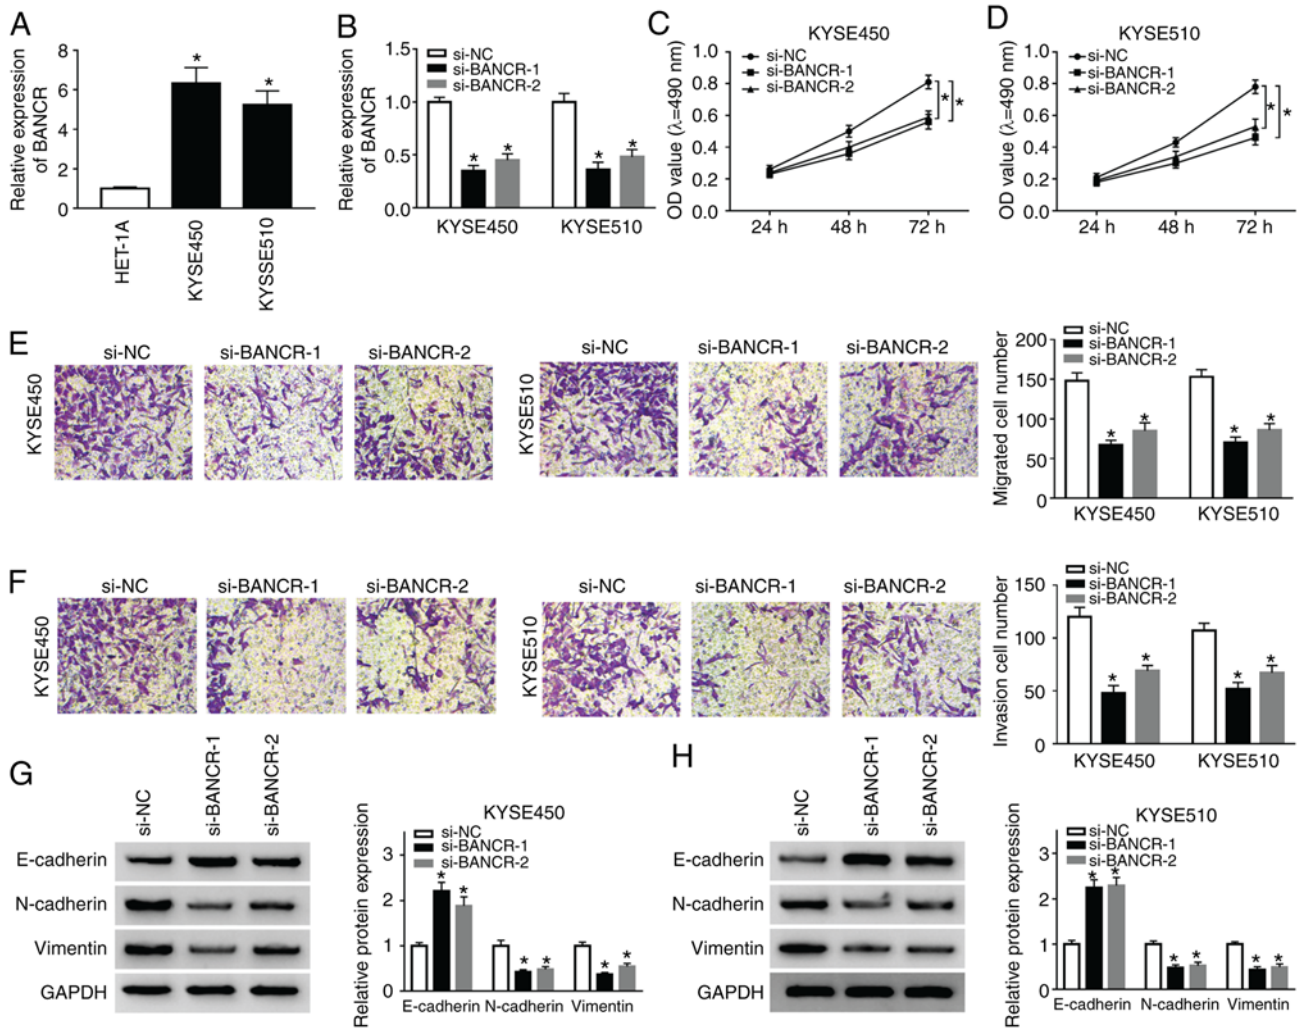 A
Relative expression
of BANCR
8
6
4
2
0
*
*
HET-1A
KYSE450
KYSSE510
B
Relative expression
of BANCR
1.5
1.0
0.5
0.0
si-NC
si-BANCR-1
si-BANCR-2
* *
* *
KYSE450 KYSE510
C
KYSE450
OD value (λ=490 nm)
1.0
0.8
0.6
0.4
0.2
0.0
si-NC
si-BANCR-1
si-BANCR-2
* *
24 h 48 h 72 h
D
KYSE510
OD value (λ=490 nm)
1.0
0.8
0.6
0.4
0.2
0.0
si-NC
si-BANCR-1
si-BANCR-2
* *
24 h 48 h 72 h
E
KYSE450
si-NC si-BANCR-1 si-BANCR-2
KYSE510
si-NC si-BANCR-1 si-BANCR-2
Migrated cell number
200
150
100
50
0
si-NC
si-BANCR-1
si-BANCR-2
* *
* *
KYSE450 KYSE510
F
KYSE450
si-NC si-BANCR-1 si-BANCR-2
KYSE510
si-NC si-BANCR-1 si-BANCR-2
Invasion cell number
150
100
50
0
si-NC
si-BANCR-1
si-BANCR-2
* *
* *
KYSE450 KYSE510
G
si-NC
si-BANCR-1
si-BANCR-2
E-cadherin
N-cadherin
Vimentin
GAPDH
KYSE450
Relative protein expression
3
2
1
0
si-NC
si-BANCR-1
si-BANCR-2
* *
* *
* *
E-cadherin N-cadherin Vimentin
H
si-NC
si-BANCR-1
si-BANCR-2
E-cadherin
N-cadherin
Vimentin
GAPDH
KYSE510
Relative protein expression
3
2
1
0
si-NC
si-BANCR-1
si-BANCR-2
* *
* *
* *
E-cadherin N-cadherin Vimentin